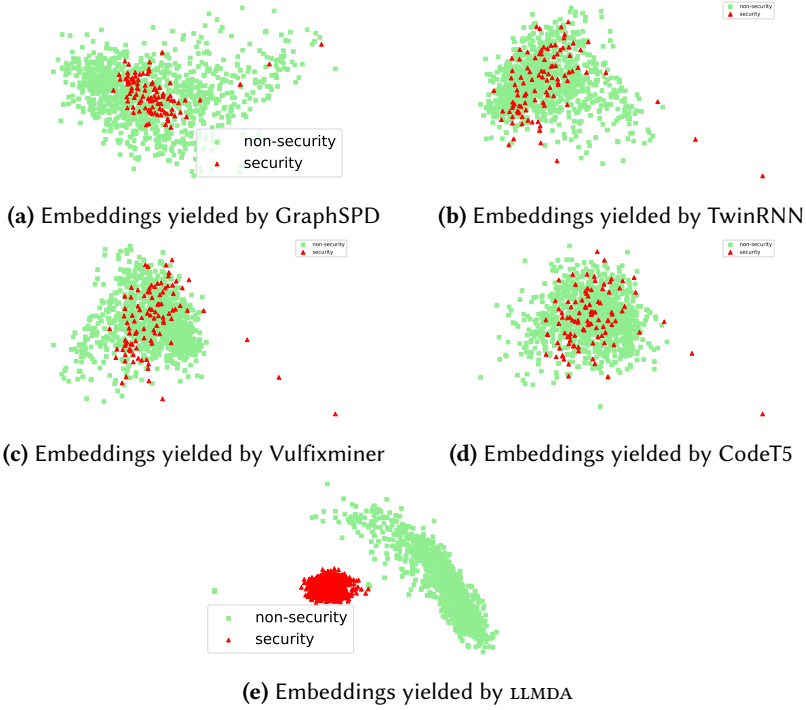 non-security
security
non-security
security
(a) Embeddings yielded by GraphSPD
(b) Embeddings yielded by TwinRNN
non-security
security
non-security
security
(c) Embeddings yielded by Vulfixminer
(d) Embeddings yielded by CodeT5
non-security
security
(e) Embeddings yielded by LLMDA